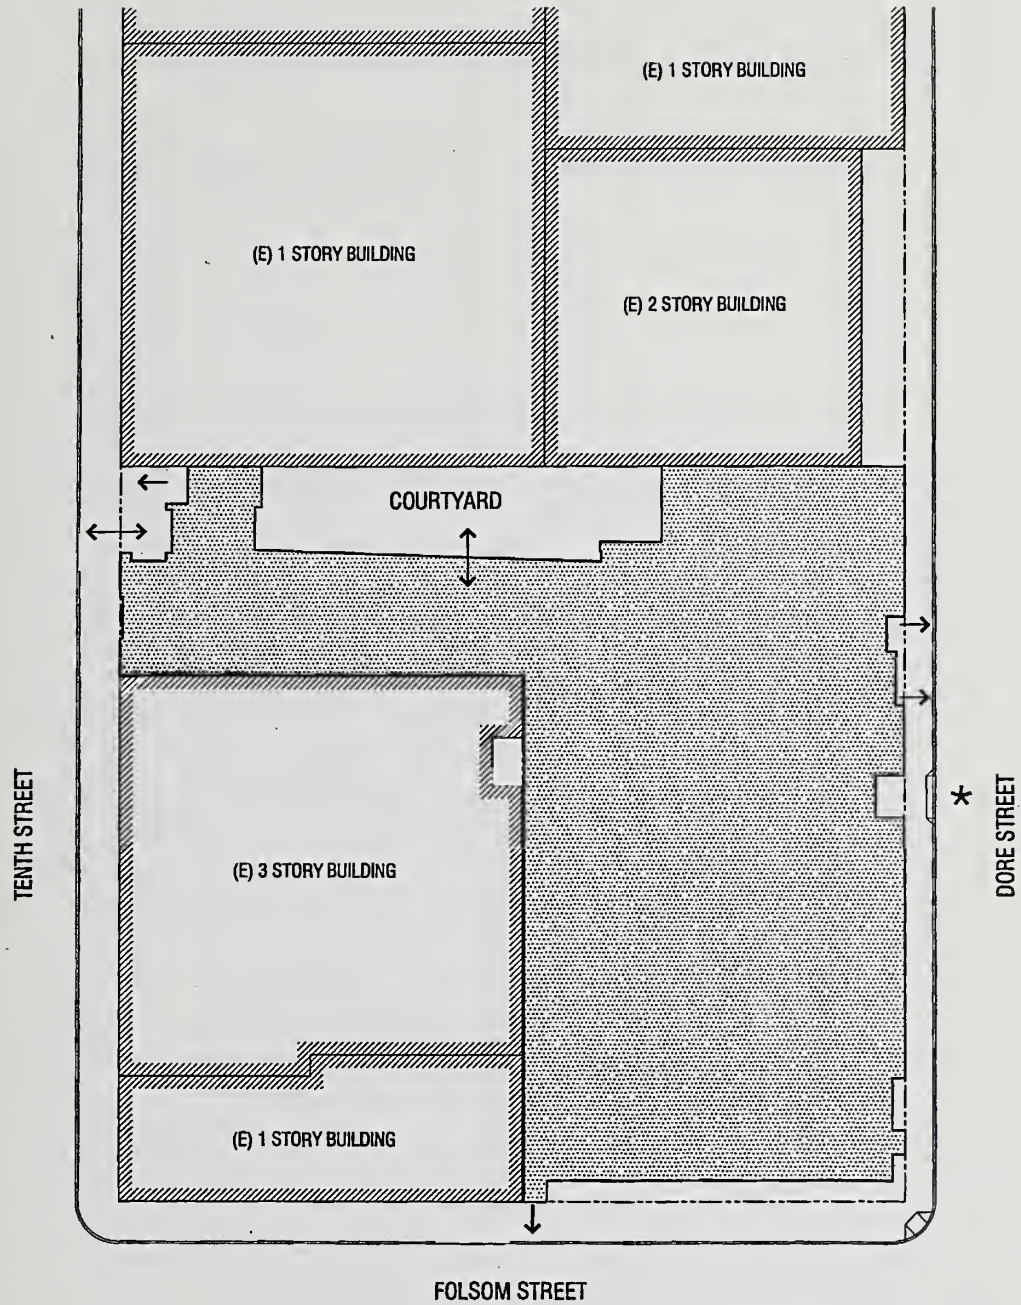 (E) 1 STORY BUILDING
(E) 1 STORY BUILDING
(E) 2 STORY BUILDING
COURTYARD
TENTH STREET
*
DORE STREET
(E) 3 STORY BUILDING
(E) 1 STORY BUILDING
FOLSOM STREET